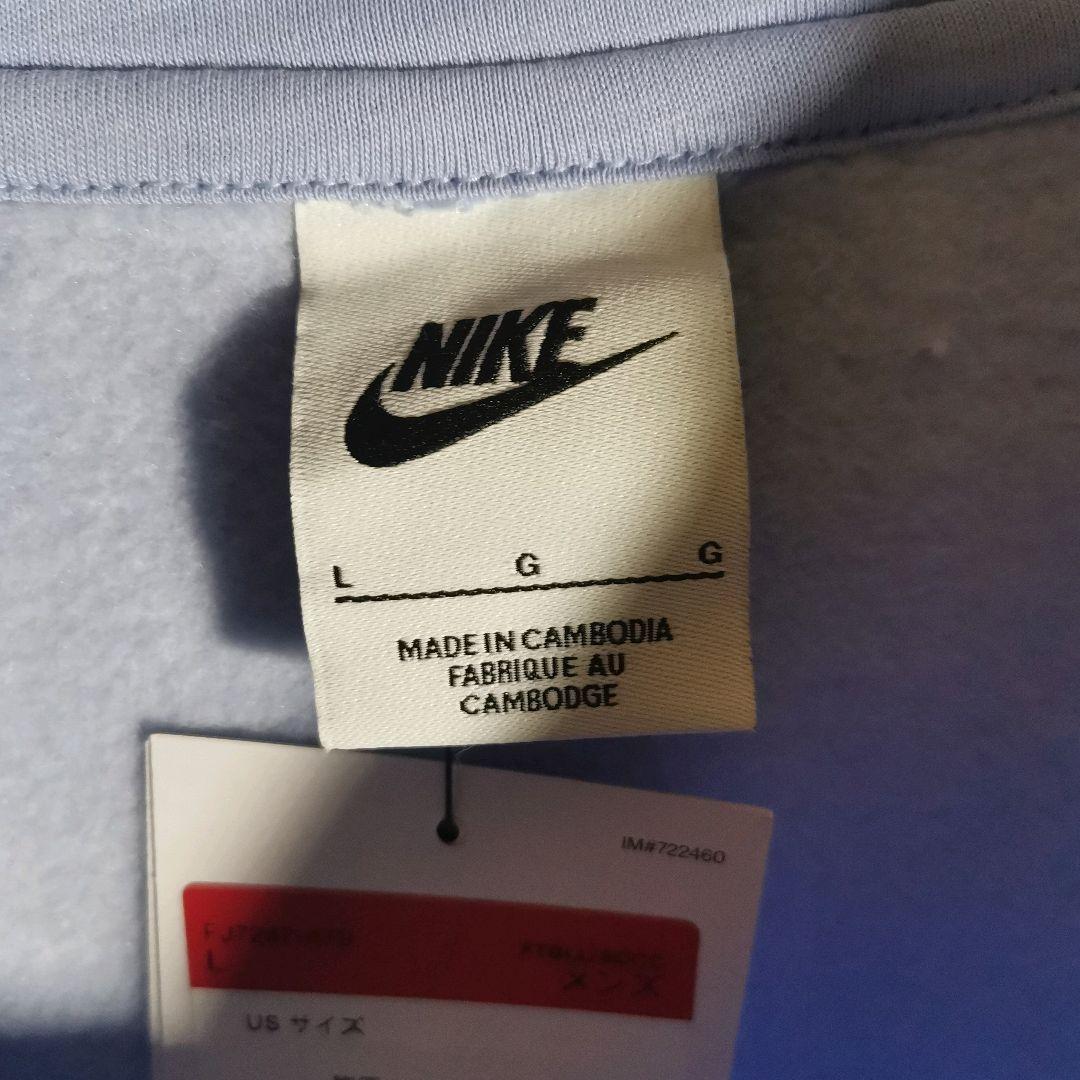 NIKE
L G G
MADE IN CAMBODIA
FABRIQUE AU
CAMBODGE
IM#722460
L メンズ
US サイズ